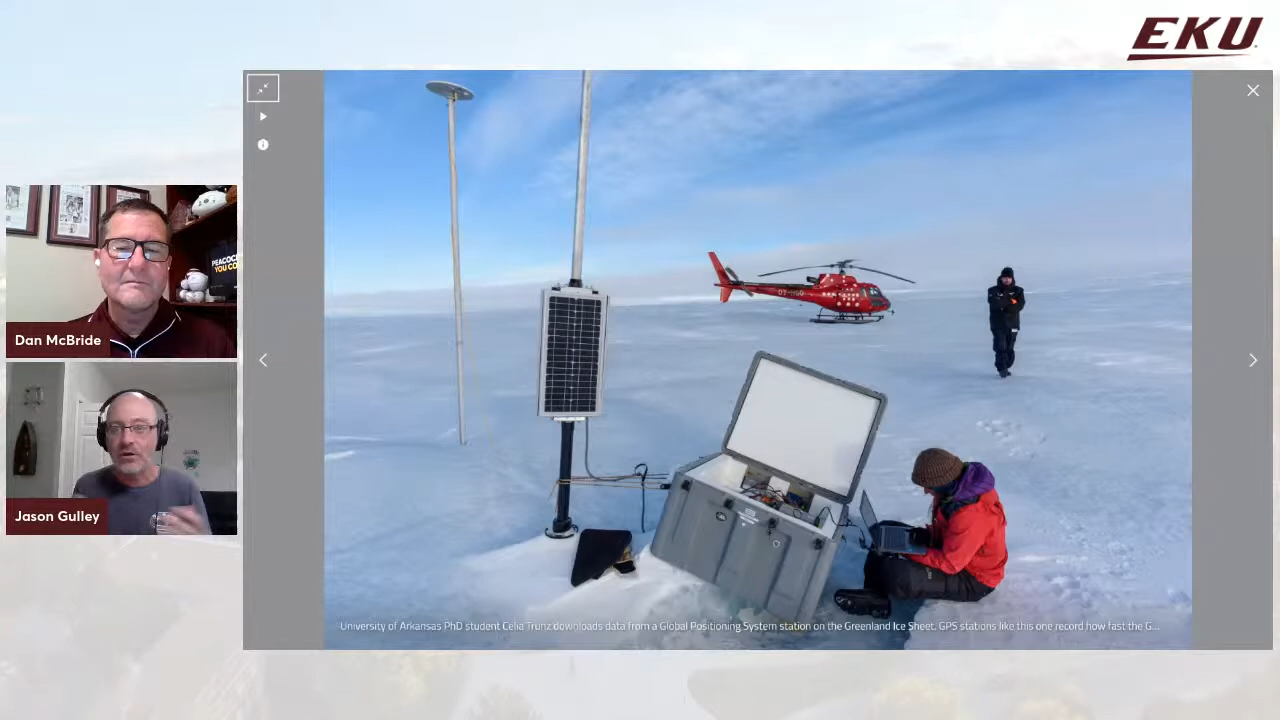 EKU
PEACOCK
Dan McBride
Jason Gulley
University of Arkansas PhD student Celia Trunz downloads data from a Global Positioning System station on the Greenland Ice Sheet. GPS stations like this one record how fast the G...